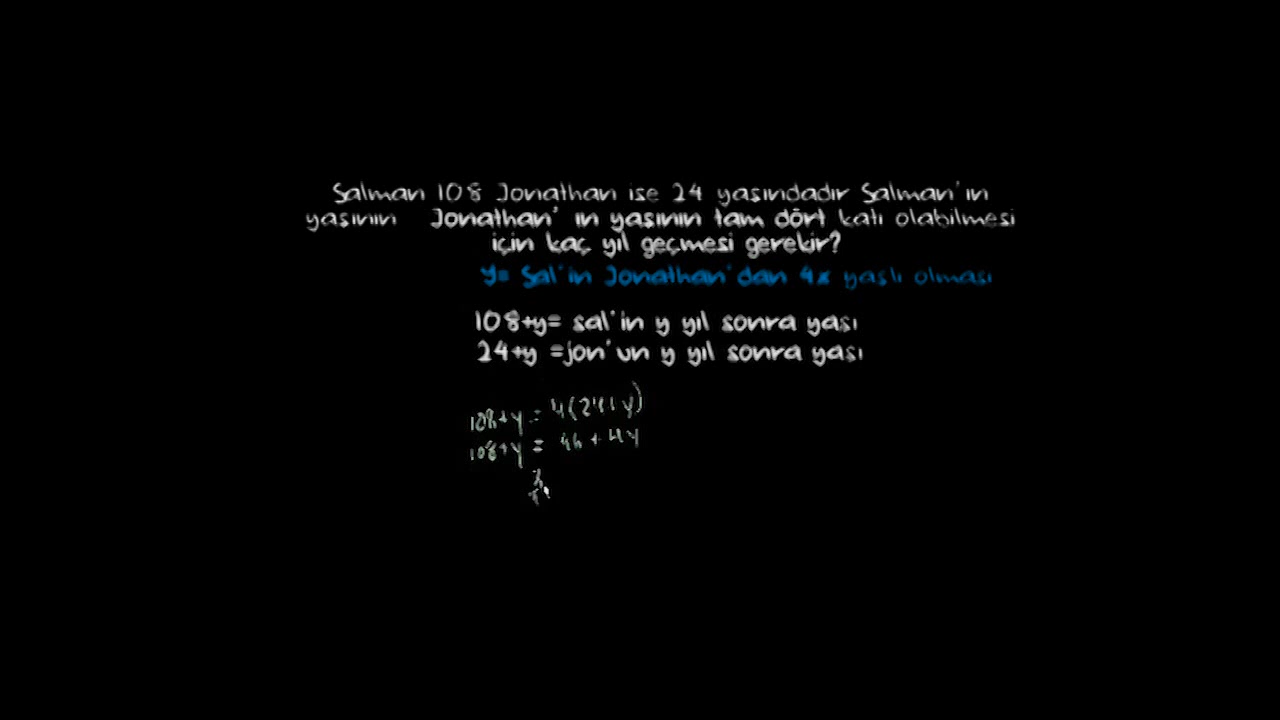 Salman 108 Jonathan ise 24 yaşındadır Salman'ın
yaşının Jonathan' ın yaşının tam dört katı olabilmesi
için kaç yıl geçmesi gerekir?
y= Sal'in Jonathan'dan 4x yaşlı olması
108+y= sal'in y yıl sonra yaşı
24+y =jon'un y yıl sonra yaşı
108+y = 4(24+y)
108+y = 96 + 4y